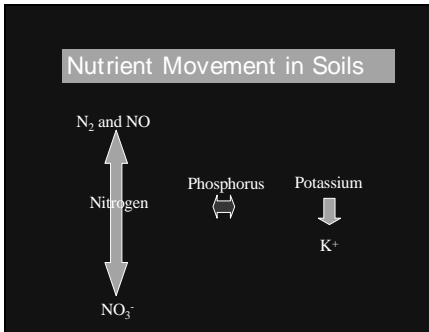 Nutrient Movement in Soils
N₂ and NO
Phosphorus
Potassium
Nitrogen
K⁺
NO₃⁻